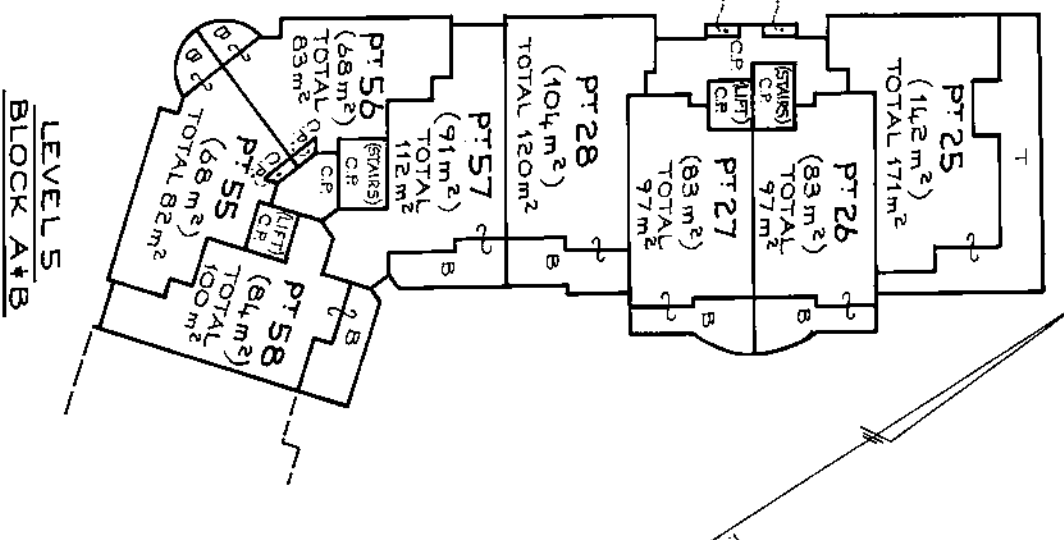 PT 25
(142 m²)
TOTAL 171m²
T
PT 26
(83 m²)
TOTAL
97 m²
B
(STAIRS)
C.P.
(LIFT)
C.P.
C.P.
PT 27
(83 m²)
TOTAL
97 m²
B
PT 28
(104 m²)
TOTAL 120 m²
B
PT 57
(91 m²)
TOTAL
112 m²
B
PT 56
(68 m²)
TOTAL
83 m²
B
(STAIRS)
C.P.
C.P.
C.P.
C.P.
PT 55
(68 m²)
TOTAL 82 m²
B
(LIFT)
C.P.
PT 58
(84 m²)
TOTAL
100 m²
B
LEVEL 5
BLOCK A*B